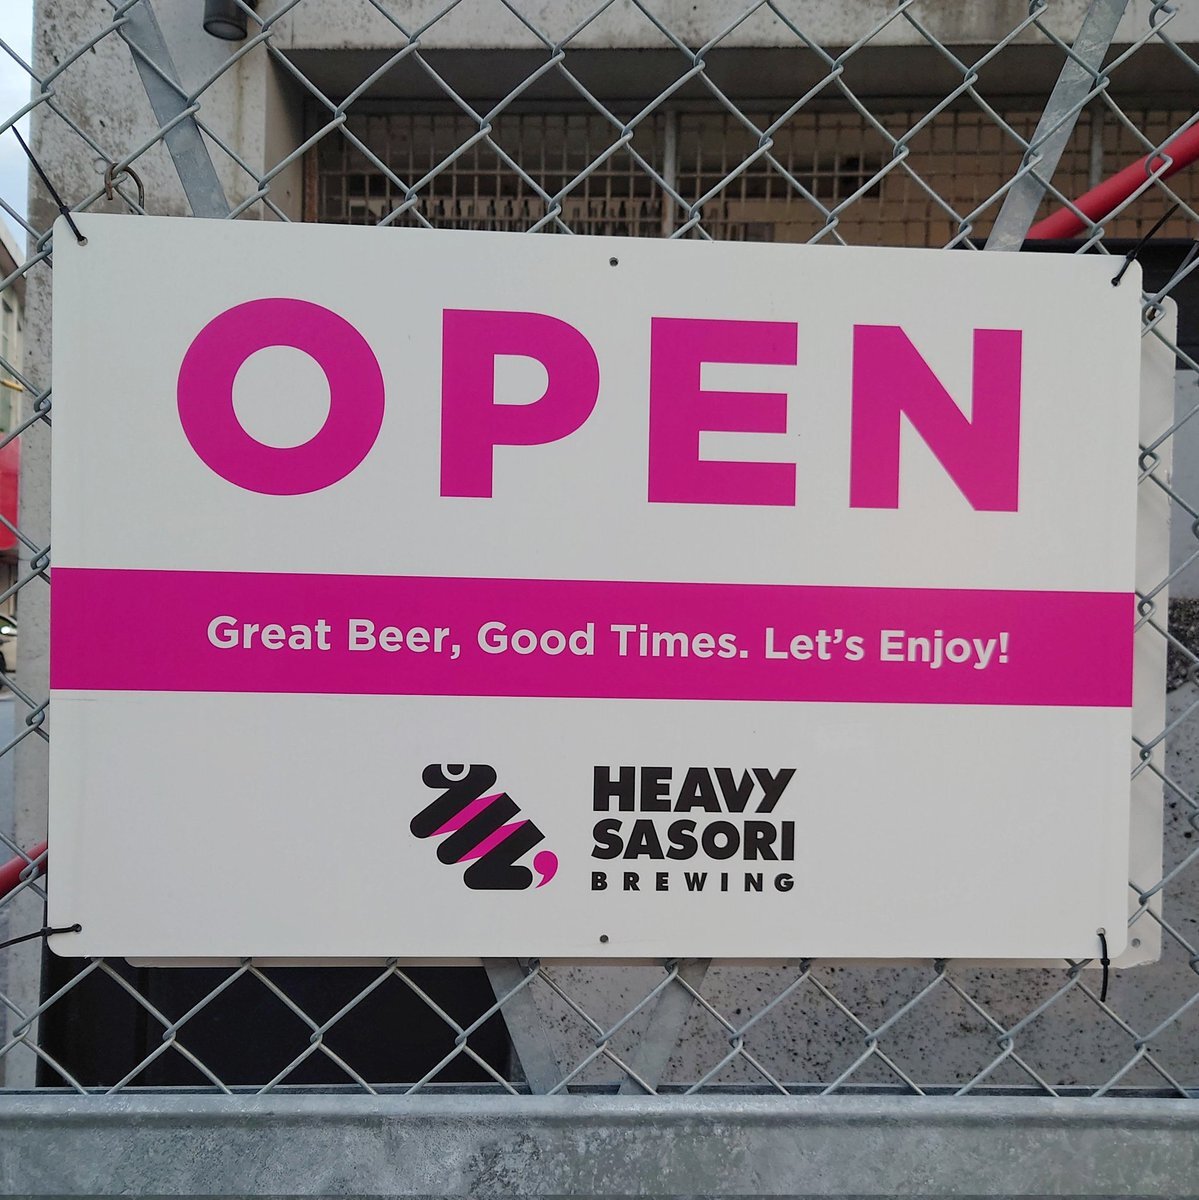 OPEN
Great Beer, Good Times. Let's Enjoy!
HEAVY
SASORI
BREWING